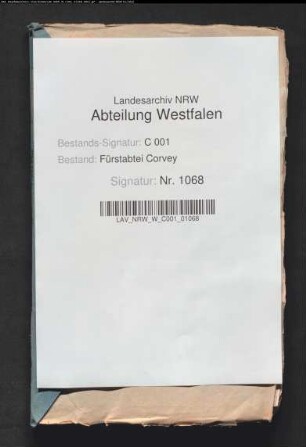 Landesarchiv NRW
Abteilung Westfalen
Bestands-Signatur: C 001
Bestand: Fürstabtei Corvey
Signatur: Nr. 1068
LAV_NRW_W_C001_01068